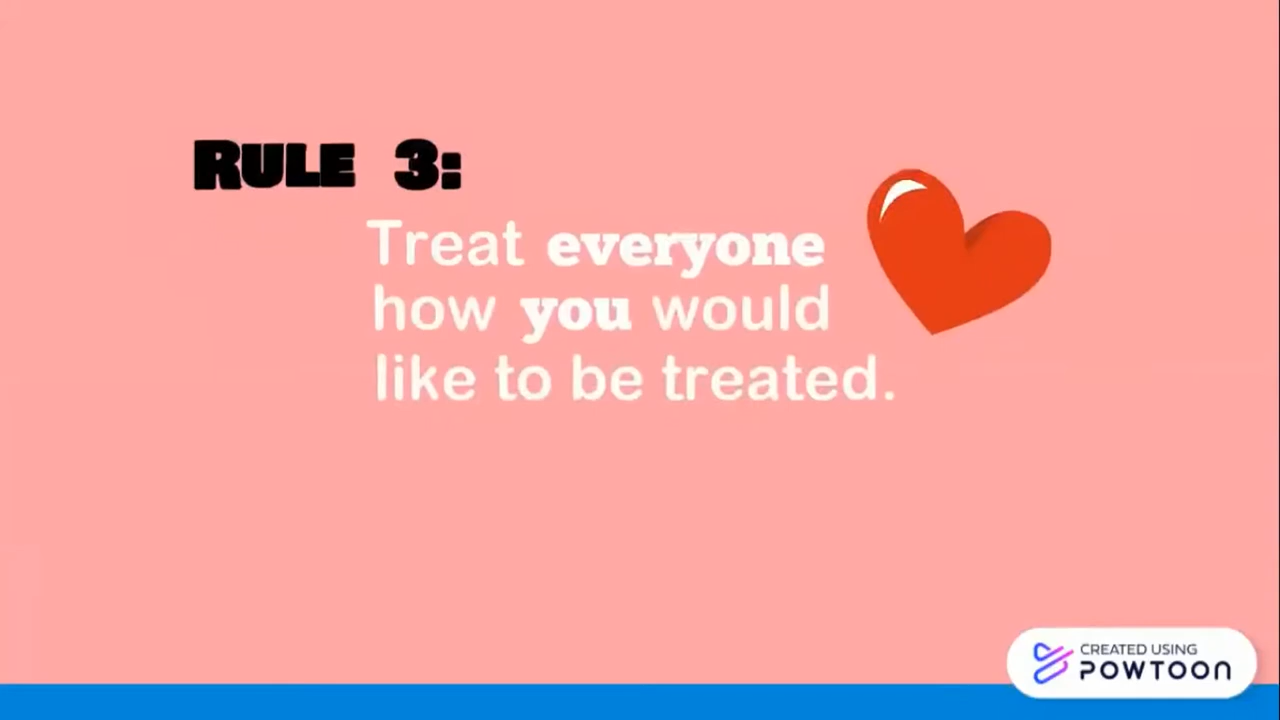 RULE 3:
Treat everyone
how you would
like to be treated.
CREATED USING
POWTOON